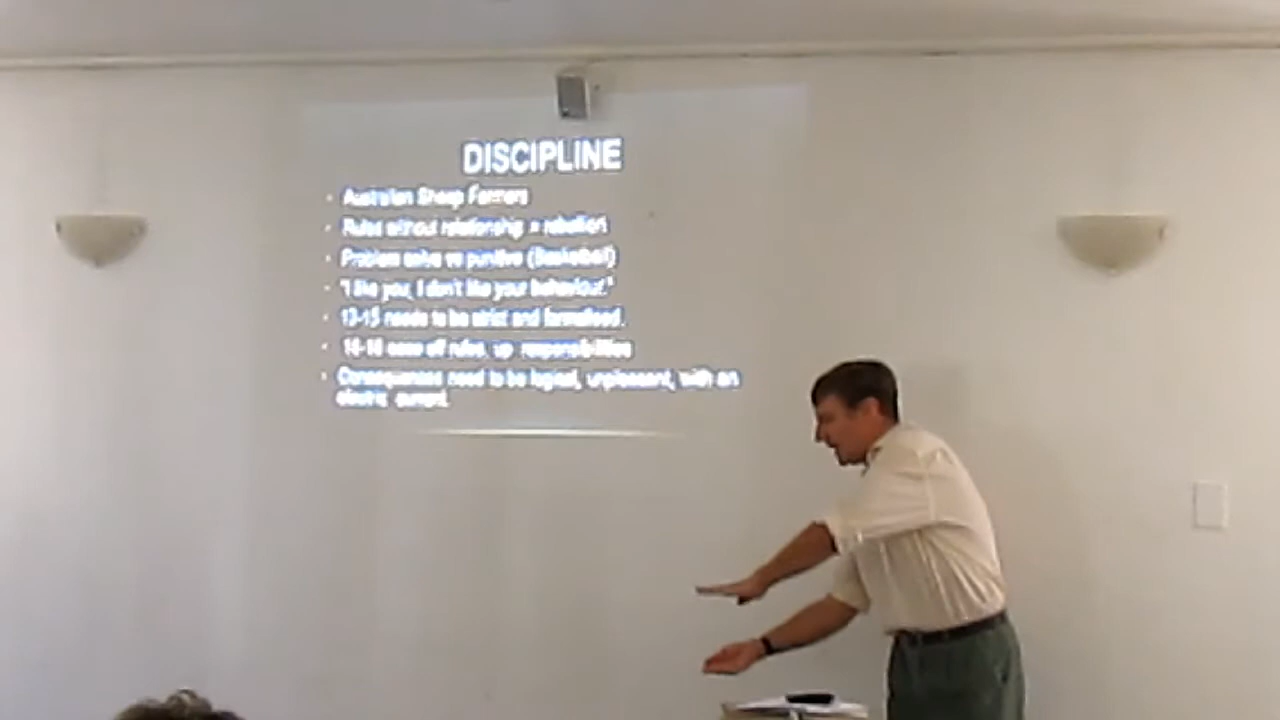 DISCIPLINE
• Australian Sheep Farmers
• Rules without relationship = rebellion
• Problem solve vs punitive (Basketball)
• "I like you, I don't like your behaviour."
• 13-15 needs to be strict and formalised.
• 16-18 ease off rules, up responsibilities
• Consequences need to be logical, unpleasant, with an
electric